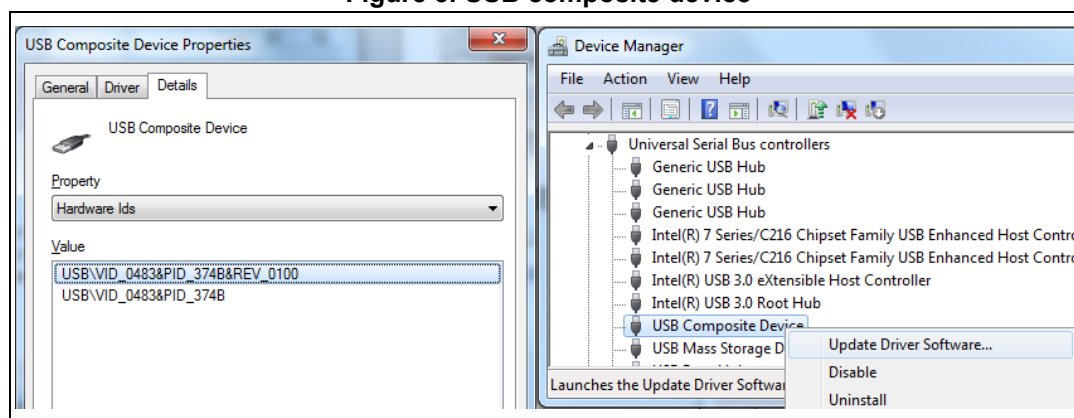 USB Composite Device Properties
General Driver Details
USB Composite Device
Property
Hardware Ids
Value
USB\VID_0483&PID_374B&REV_0100
USB\VID_0483&PID_374B
Device Manager
File Action View Help
Universal Serial Bus controllers
Generic USB Hub
Generic USB Hub
Generic USB Hub
Intel(R) 7 Series/C216 Chipset Family USB Enhanced Host Contro
Intel(R) 7 Series/C216 Chipset Family USB Enhanced Host Contro
Intel(R) USB 3.0 eXtensible Host Controller
Intel(R) USB 3.0 Root Hub
USB Composite Device
USB Mass Storage D
Launches the Update Driver Softwa
Update Driver Software...
Disable
Uninstall